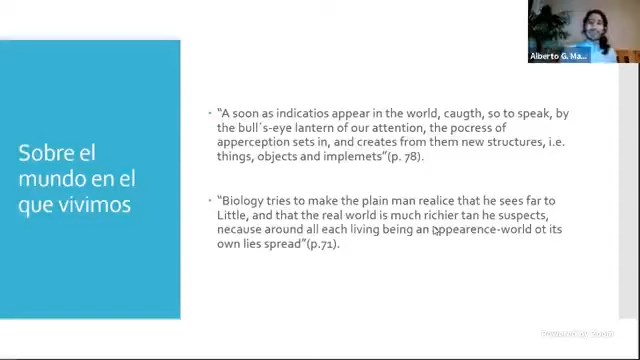 Alberto G. Ma...
Sobre el
mundo en el
que vivimos
• “A soon as indicatios appear in the world, caugth, so to speak, by
the bull´s-eye lantern of our attention, the pocress of
apperception sets in, and creates from them new structures, i.e.
things, objects and implemets”(p. 78).
• “Biology tries to make the plain man realice that he sees far to
Little, and that the real world is much richier tan he suspects,
necause around all each living being an appearence-world ot its
own lies spread”(p.71).
Powered by Zoom